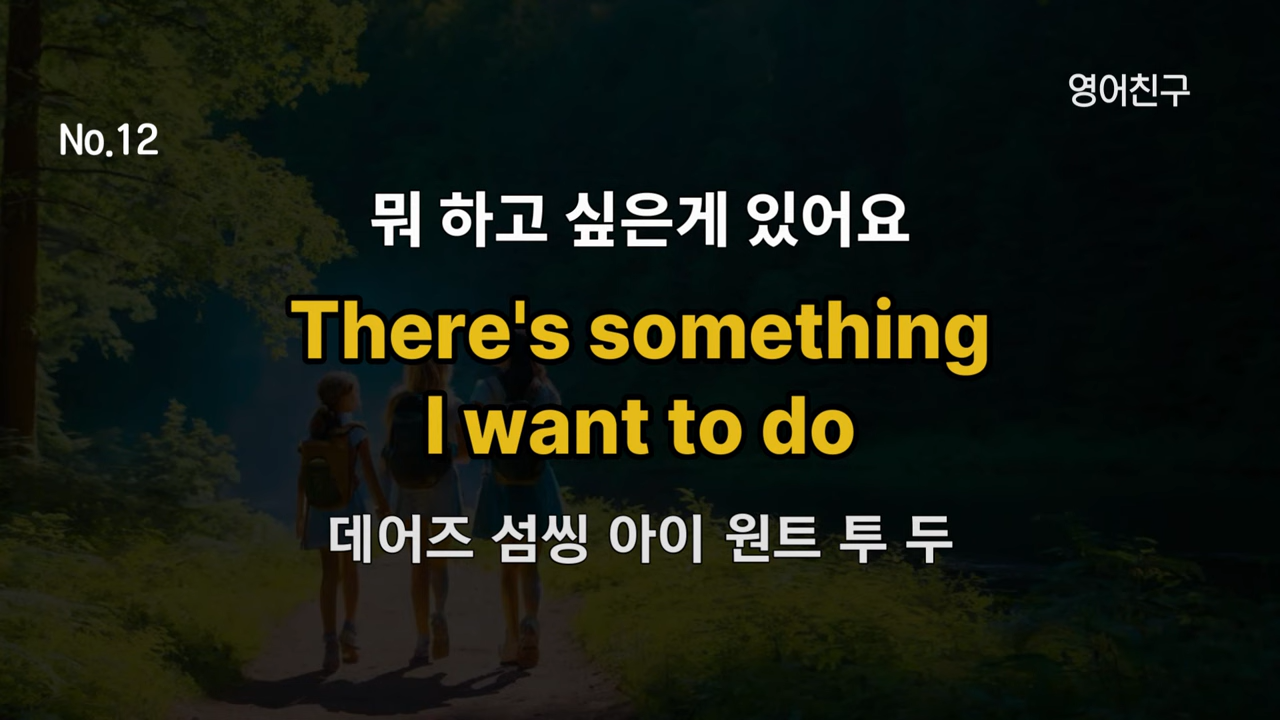 영어친구
No.12
뭐 하고 싶은게 있어요
There's something
I want to do
데어즈 섬씽 아이 원트 투 두